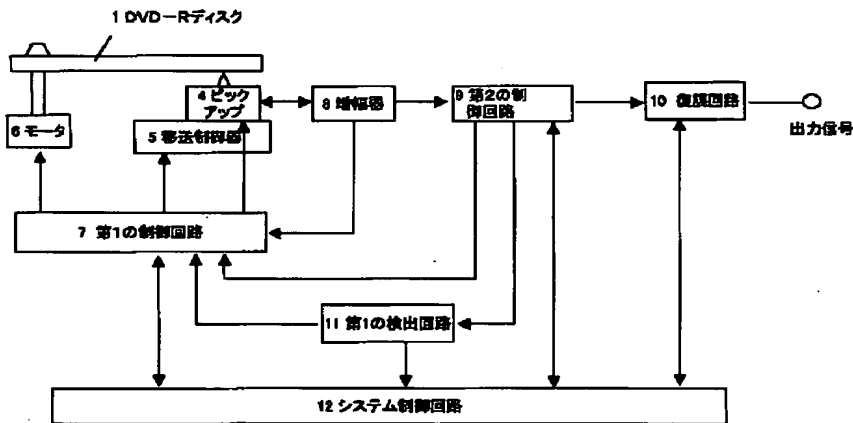 1 DVD－Rディスク
4 ピック
アップ
8 増幅器
9 第2の制
御回路
10 復調回路
6 モータ
5 移送制御器
出力信号
7 第1の制御回路
11 第1の検出回路
12 システム制御回路